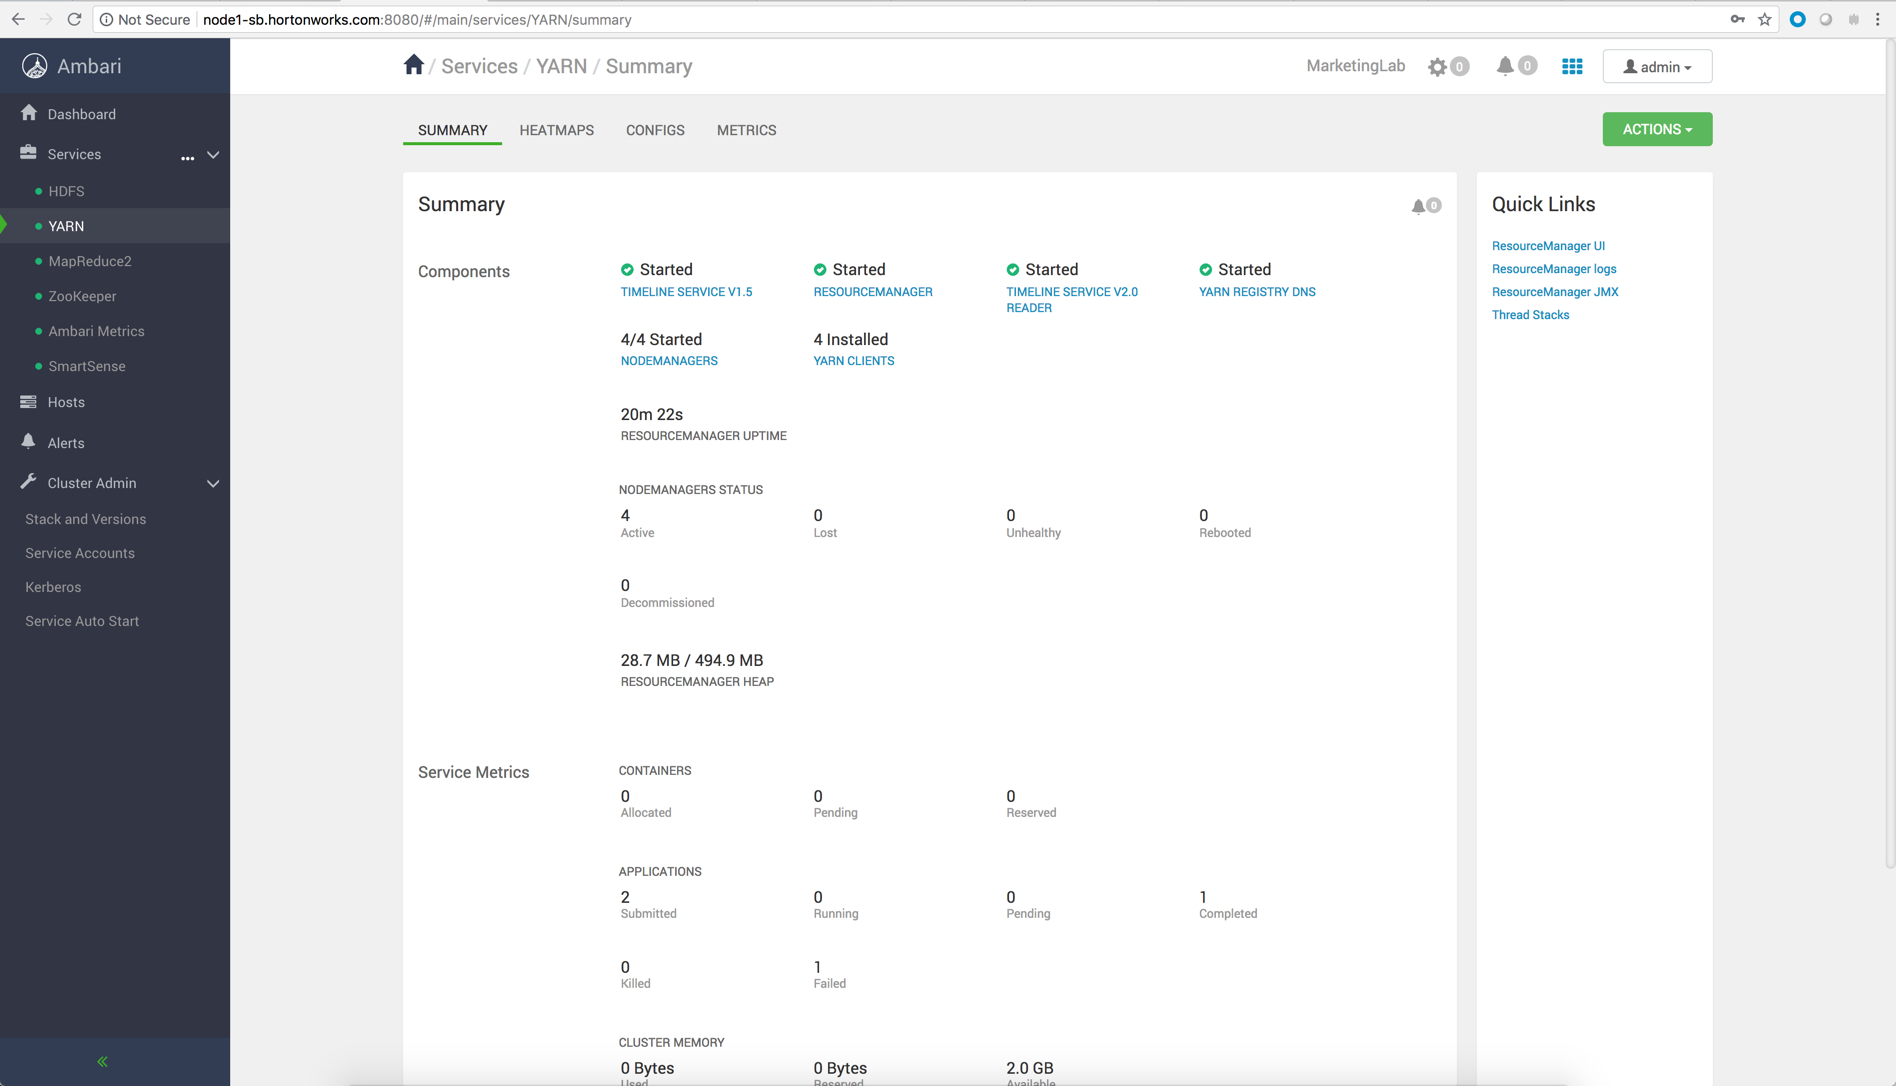 Not Secure | node1-sb.hortonworks.com:8080/#/main/services/YARN/summary
Ambari
/ Services / YARN / Summary
MarketingLab
0
0
admin
Dashboard
Services
...
HDFS
YARN
MapReduce2
ZooKeeper
Ambari Metrics
SmartSense
Hosts
Alerts
Cluster Admin
Stack and Versions
Service Accounts
Kerberos
Service Auto Start
«
SUMMARY
HEATMAPS
CONFIGS
METRICS
ACTIONS
Summary
0
Components
Started
TIMELINE SERVICE V1.5
Started
RESOURCEMANAGER
Started
TIMELINE SERVICE V2.0
READER
Started
YARN REGISTRY DNS
4/4 Started
NODEMANAGERS
4 Installed
YARN CLIENTS
20m 22s
RESOURCEMANAGER UPTIME
NODEMANAGERS STATUS
4
Active
0
Lost
0
Unhealthy
0
Rebooted
0
Decommissioned
28.7 MB / 494.9 MB
RESOURCEMANAGER HEAP
Service Metrics
CONTAINERS
0
Allocated
0
Pending
0
Reserved
APPLICATIONS
2
Submitted
0
Running
0
Pending
1
Completed
0
Killed
1
Failed
CLUSTER MEMORY
0 Bytes
Used
0 Bytes
Reserved
2.0 GB
Available
Quick Links
ResourceManager UI
ResourceManager logs
ResourceManager JMX
Thread Stacks